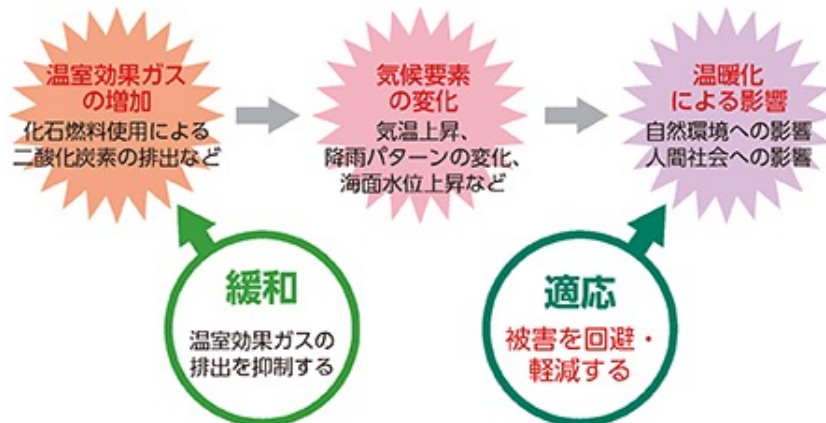 温室効果ガス
の増加
化石燃料使用による
二酸化炭素の排出など
気候要素
の変化
気温上昇、
降雨パターンの変化、
海面水位上昇など
温暖化
による影響
自然環境への影響
人間社会への影響
緩和
温室効果ガスの
排出を抑制する
適応
被害を回避・
軽減する